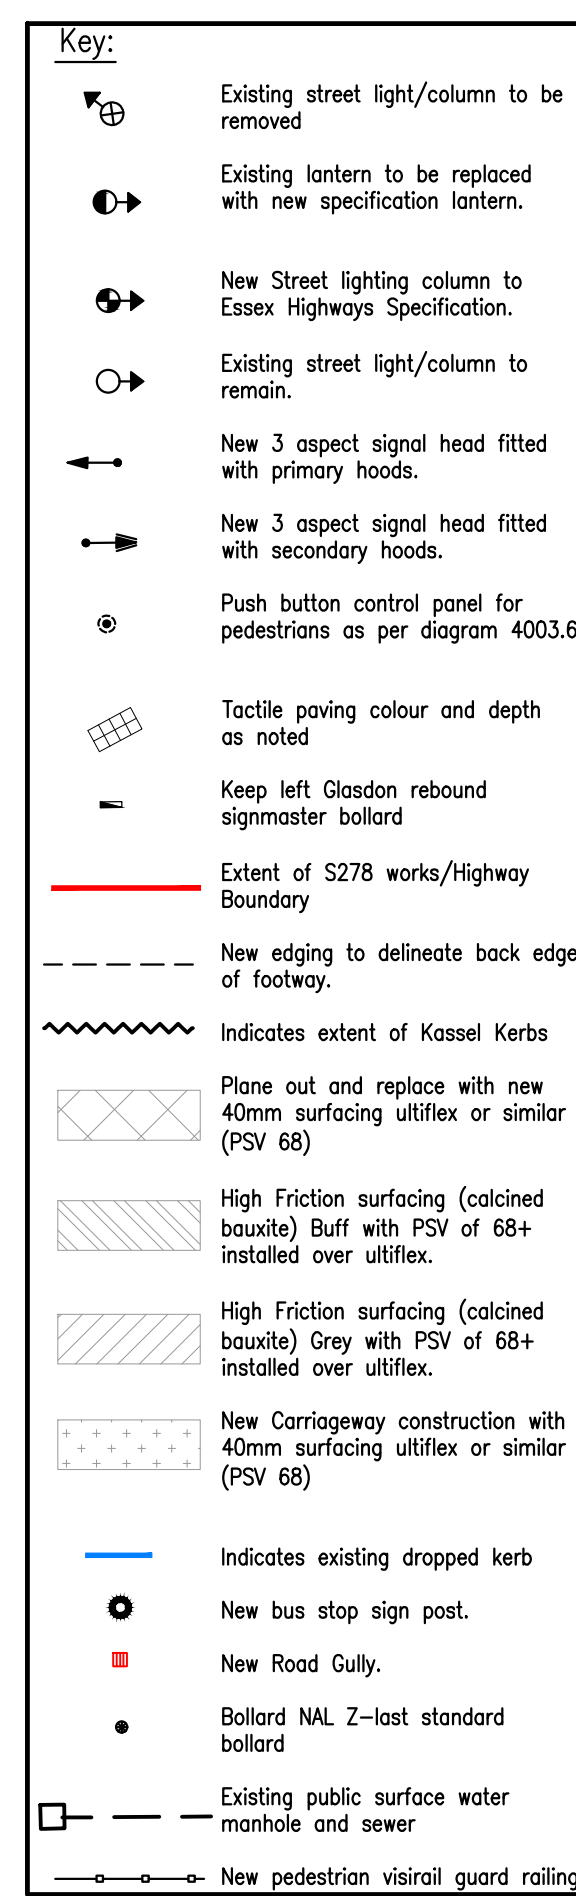 Key:
Existing street light/column to be
removed
Existing lantern to be replaced
with new specification lantern.
New Street lighting column to
Essex Highways Specification.
Existing street light/column to
remain.
New 3 aspect signal head fitted
with primary hoods.
New 3 aspect signal head fitted
with secondary hoods.
Push button control panel for
pedestrians as per diagram 4003.6
Tactile paving colour and depth
as noted
Keep left Glasdon rebound
signmaster bollard
Extent of S278 works/Highway
Boundary
New edging to delineate back edge
of footway.
Indicates extent of Kassel Kerbs
Plane out and replace with new
40mm surfacing ultiflex or similar
(PSV 68)
High Friction surfacing (calcined
bauxite) Buff with PSV of 68+
installed over ultiflex.
High Friction surfacing (calcined
bauxite) Grey with PSV of 68+
installed over ultiflex.
New Carriageway construction with
40mm surfacing ultiflex or similar
(PSV 68)
Indicates existing dropped kerb
New bus stop sign post.
New Road Gully.
Bollard NAL Z-last standard
bollard
Existing public surface water
manhole and sewer
New pedestrian visirail guard railing